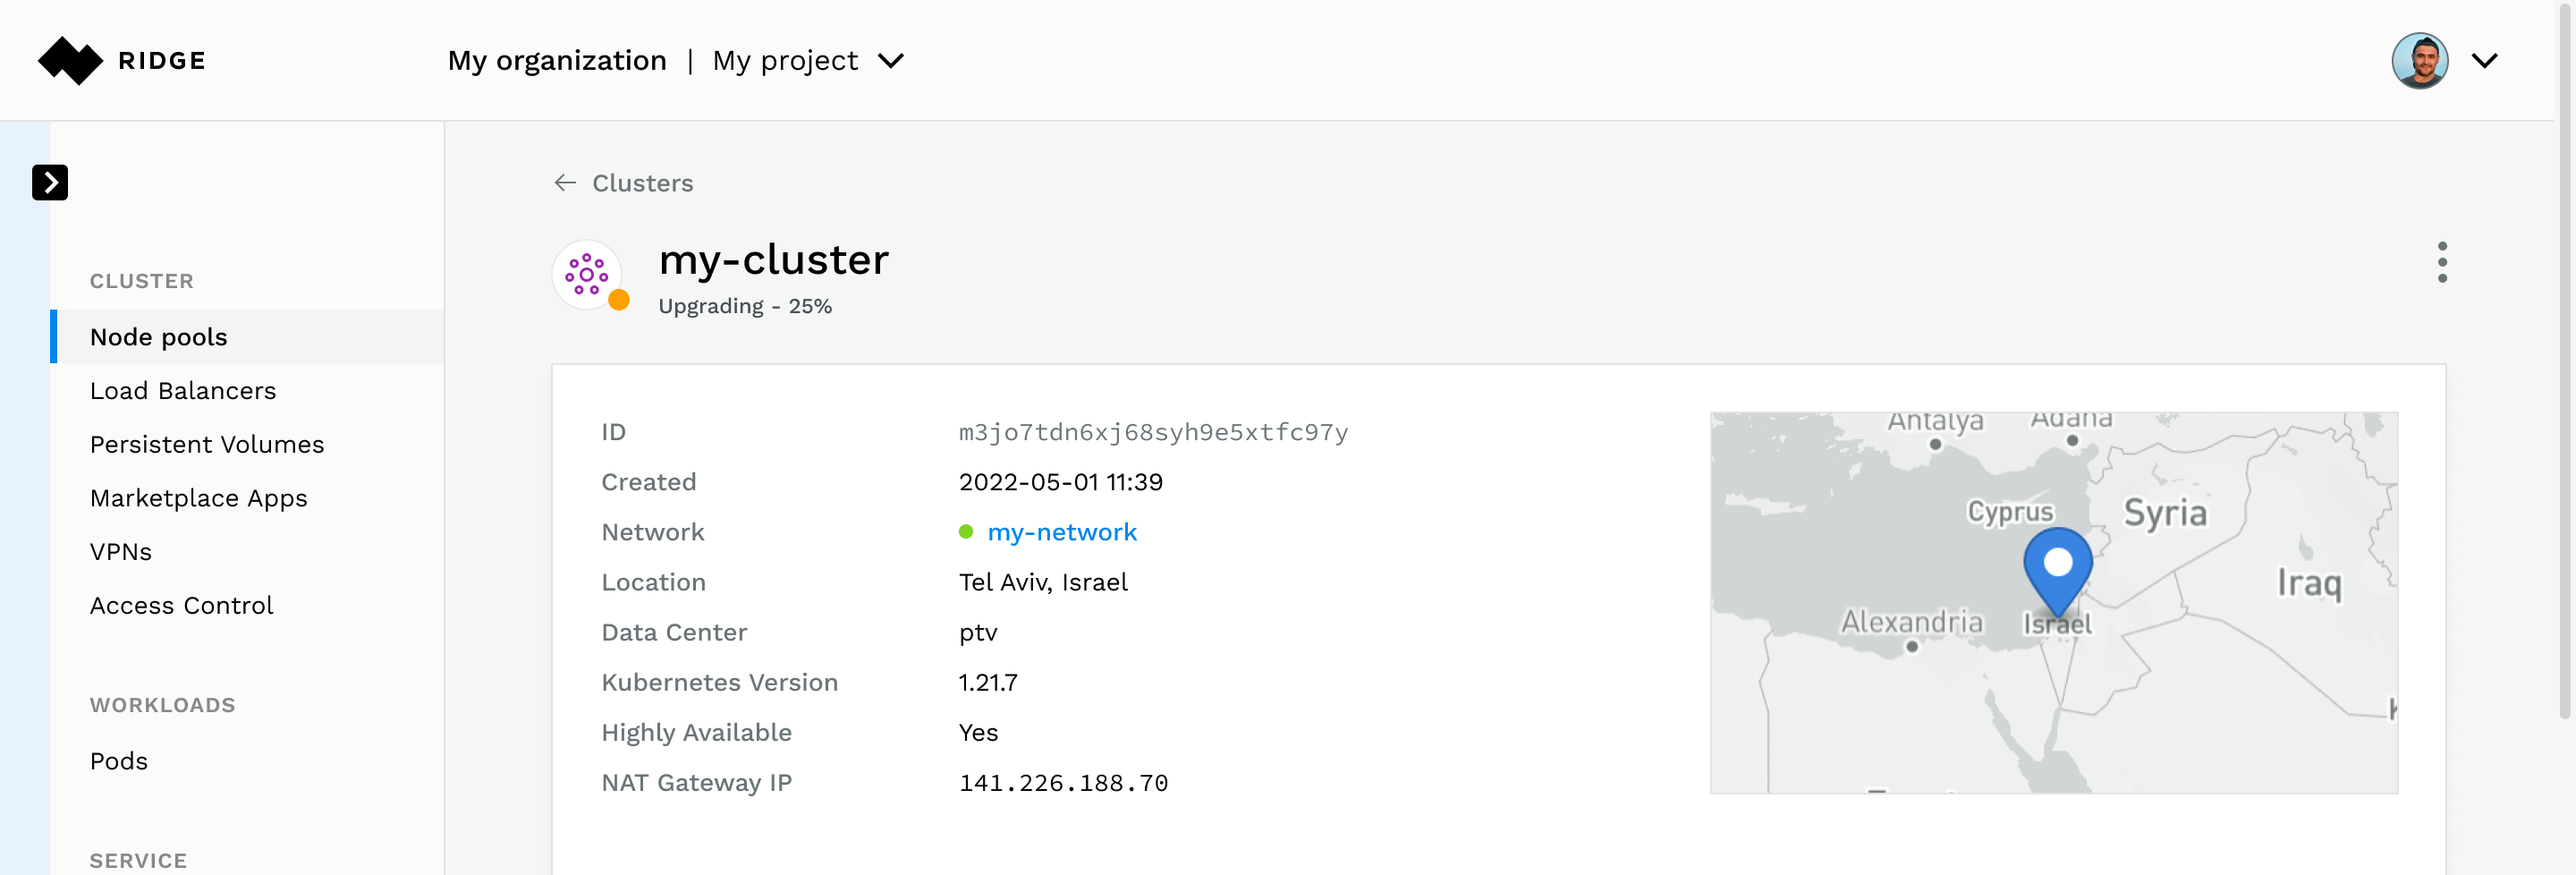 RIDGE
My organization | My project
Clusters
my-cluster
Upgrading - 25%
CLUSTER
Node pools
Load Balancers
Persistent Volumes
Marketplace Apps
VPNs
Access Control
WORKLOADS
Pods
SERVICE
ID m3jo7tdn6xj68syh9e5xtfc97y
Created 2022-05-01 11:39
Network my-network
Location Tel Aviv, Israel
Data Center ptv
Kubernetes Version 1.21.7
Highly Available Yes
NAT Gateway IP 141.226.188.70
Antalya Adana
Cyprus Syria
Iraq
Alexandria Israel